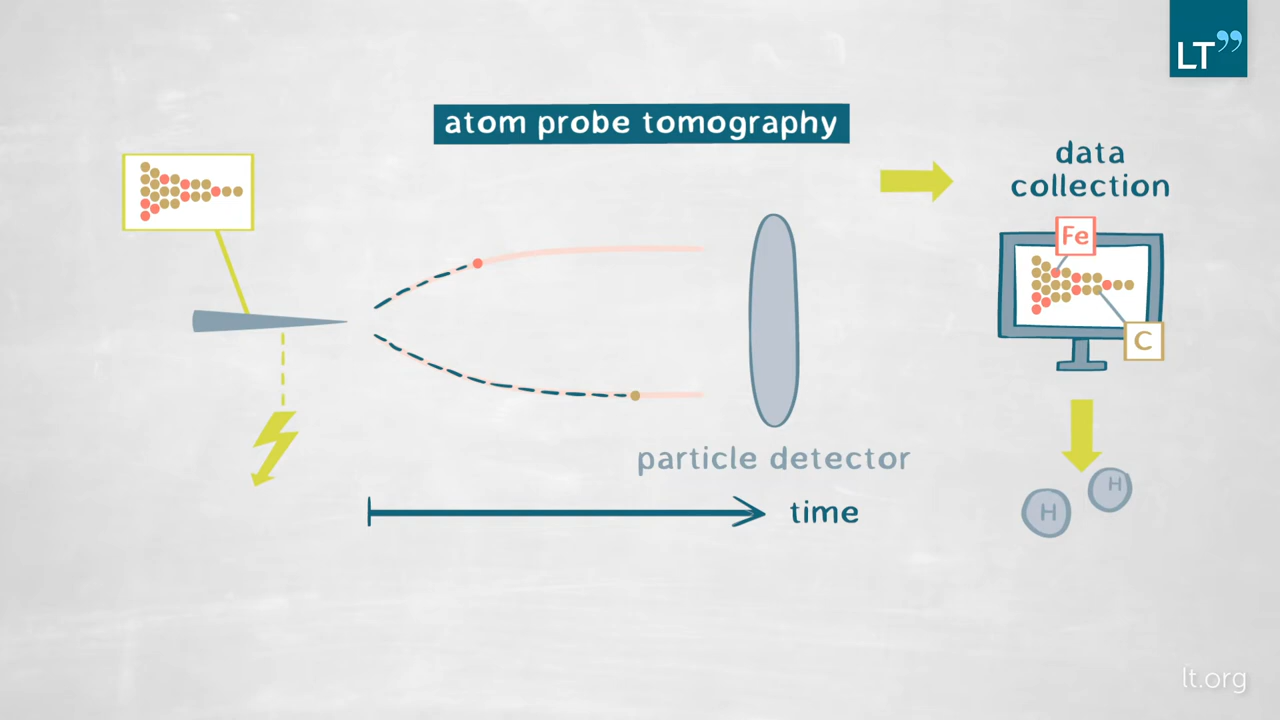 LT”
atom probe tomography
data
collection
Fe
C
particle detector
time
H
H
lt.org